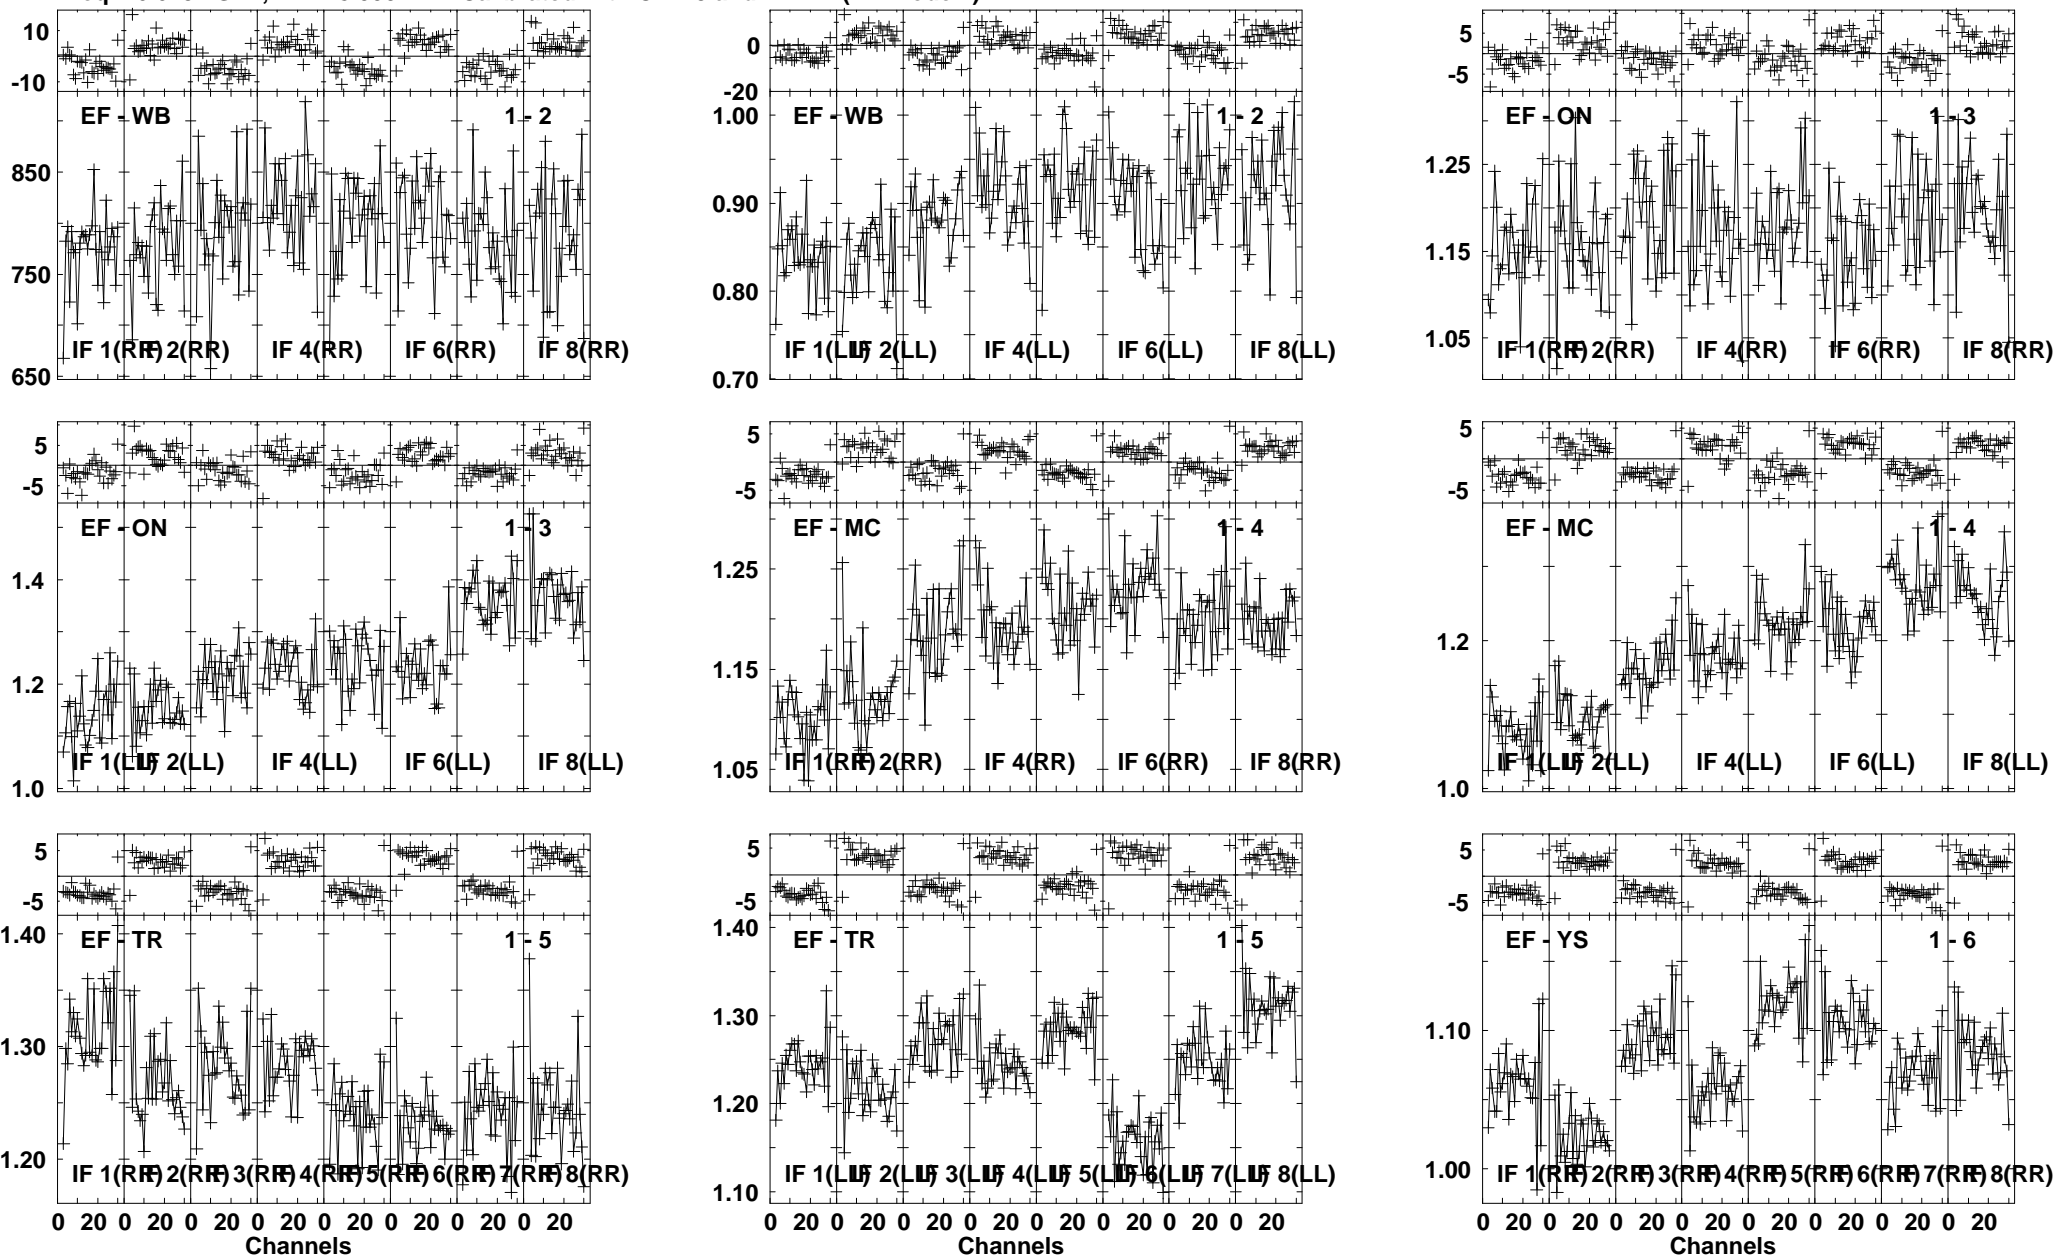 10 0 5
-10 -20 -5
EF - WB 1 - 2 1.00 EF - WB 1 - 2 EF - ON 1 - 3
850 0.90 1.25
750 0.80 1.15
IF 1(RR) IF 2(RR) IF 4(RR) IF 6(RR) IF 8(RR) IF 1(LL) IF 2(LL) IF 4(LL) IF 6(LL) IF 8(LL) 1.05 IF 1(RR) IF 2(RR) IF 4(RR) IF 6(RR) IF 8(RR)
650 0.70
5 5 5
-5 -5 -5
EF - ON 1 - 3 EF - MC 1 - 4 EF - MC 1 - 4
1.4 1.25
1.2 1.15 1.2
IF 1(LL) IF 2(LL) IF 4(LL) IF 6(LL) IF 8(LL) 1.05 IF 1(RR) IF 2(RR) IF 4(RR) IF 6(RR) IF 8(RR) IF 1(LL) IF 2(LL) IF 4(LL) IF 6(LL) IF 8(LL)
1.0 1.0
5 5 5
-5 -5 -5
1.40 EF - TR 1 - 5 1.40 EF - TR 1 - 5 EF - YS 1 - 6
1.30 1.30 1.10
1.20 1.20 1.00
IF 1(RR) IF 2(RR) IF 3(RR) IF 4(RR) IF 5(RR) IF 6(RR) IF 7(RR) IF 8(RR) 1.10 IF 1(LL) IF 2(LL) IF 3(LL) IF 4(LL) IF 5(LL) IF 6(LL) IF 7(LL) IF 8(LL) IF 1(RR) IF 2(RR) IF 3(RR) IF 4(RR) IF 5(RR) IF 6(RR) IF 7(RR) IF 8(RR)
0 20 0 20 0 20 0 20 0 20 0 20 0 20 0 20 0 20 0 20 0 20 0 20 0 20 0 20 0 20 0 20 0 20 0 20 0 20 0 20 0 20 0 20 0 20 0 20
Channels Channels Channels